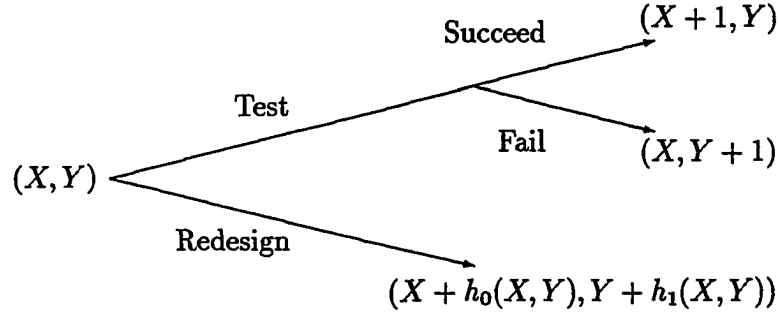 Succeed
(X + 1, Y)
Test
Fail
(X, Y + 1)
(X, Y)
Redesign
(X + h₀(X, Y), Y + h₁(X, Y))